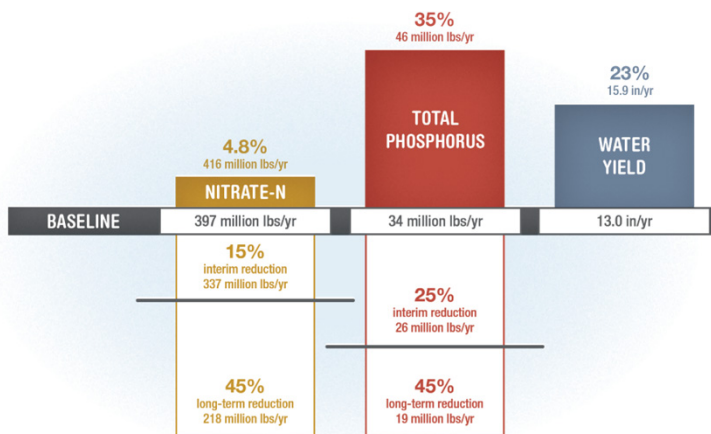 35%
46 million lbs/yr
23%
15.9 in/yr
TOTAL
PHOSPHORUS
WATER
YIELD
4.8%
416 million lbs/yr
NITRATE-N
BASELINE
397 million lbs/yr
34 million lbs/yr
13.0 in/yr
15%
interim reduction
337 million lbs/yr
25%
interim reduction
26 million lbs/yr
45%
long-term reduction
218 million lbs/yr
45%
long-term reduction
19 million lbs/yr